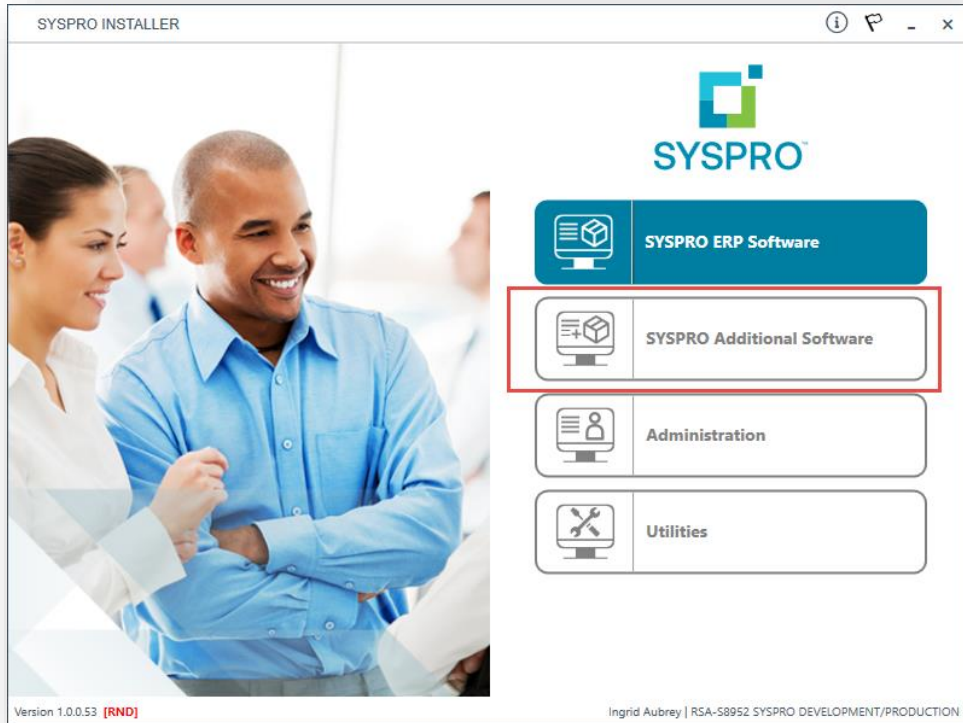 SYSPRO INSTALLER
SYSPRO™
SYSPRO ERP Software
SYSPRO Additional Software
Administration
Utilities
Version 1.0.0.53 [RND]
Ingrid Aubrey | RSA-S8952 SYSPRO DEVELOPMENT/PRODUCTION